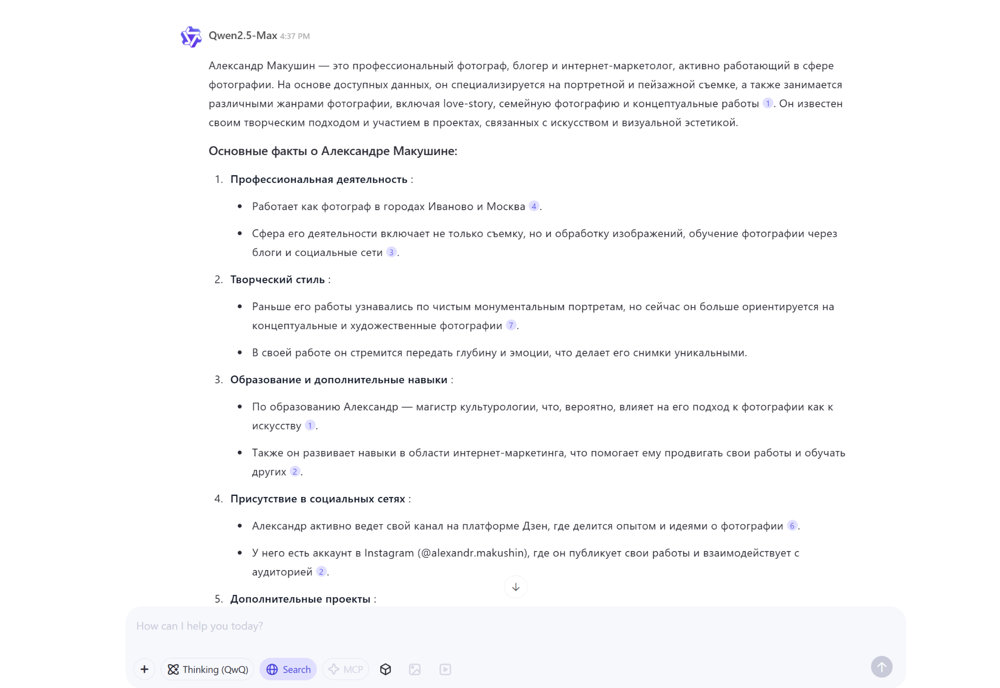 Qwen2.5-Max 4:37 PM
Александр Макушин — это профессиональный фотограф, блогер и интернет-маркетолог, активно работающий в сфере
фотографии. На основе доступных данных, он специализируется на портретной и пейзажной съемке, а также занимается
различными жанрами фотографии, включая love-story, семейную фотографию и концептуальные работы 1. Он известен
своим творческим подходом и участием в проектах, связанных с искусством и визуальной эстетикой.
Основные факты о Александре Макушине:
1. Профессиональная деятельность :
• Работает как фотограф в городах Иваново и Москва 4.
• Сфера его деятельности включает не только съемку, но и обработку изображений, обучение фотографии через
блоги и социальные сети 3.
2. Творческий стиль :
• Раньше его работы узнавались по чистым монументальным портретам, но сейчас он больше ориентируется на
концептуальные и художественные фотографии 7.
• В своей работе он стремится передать глубину и эмоции, что делает его снимки уникальными.
3. Образование и дополнительные навыки :
• По образованию Александр — магистр культурологии, что, вероятно, влияет на его подход к фотографии как к
искусству 1.
• Также он развивает навыки в области интернет-маркетинга, что помогает ему продвигать свои работы и обучать
других 2.
4. Присутствие в социальных сетях :
• Александр активно ведет свой канал на платформе Дзен, где делится опытом и идеями о фотографии 6.
• У него есть аккаунт в Instagram (@alexandr.makushin), где он публикует свои работы и взаимодействует с
аудиторией 2.
5. Дополнительные проекты :
How can I help you today?
Thinking (QwQ) Search MCP